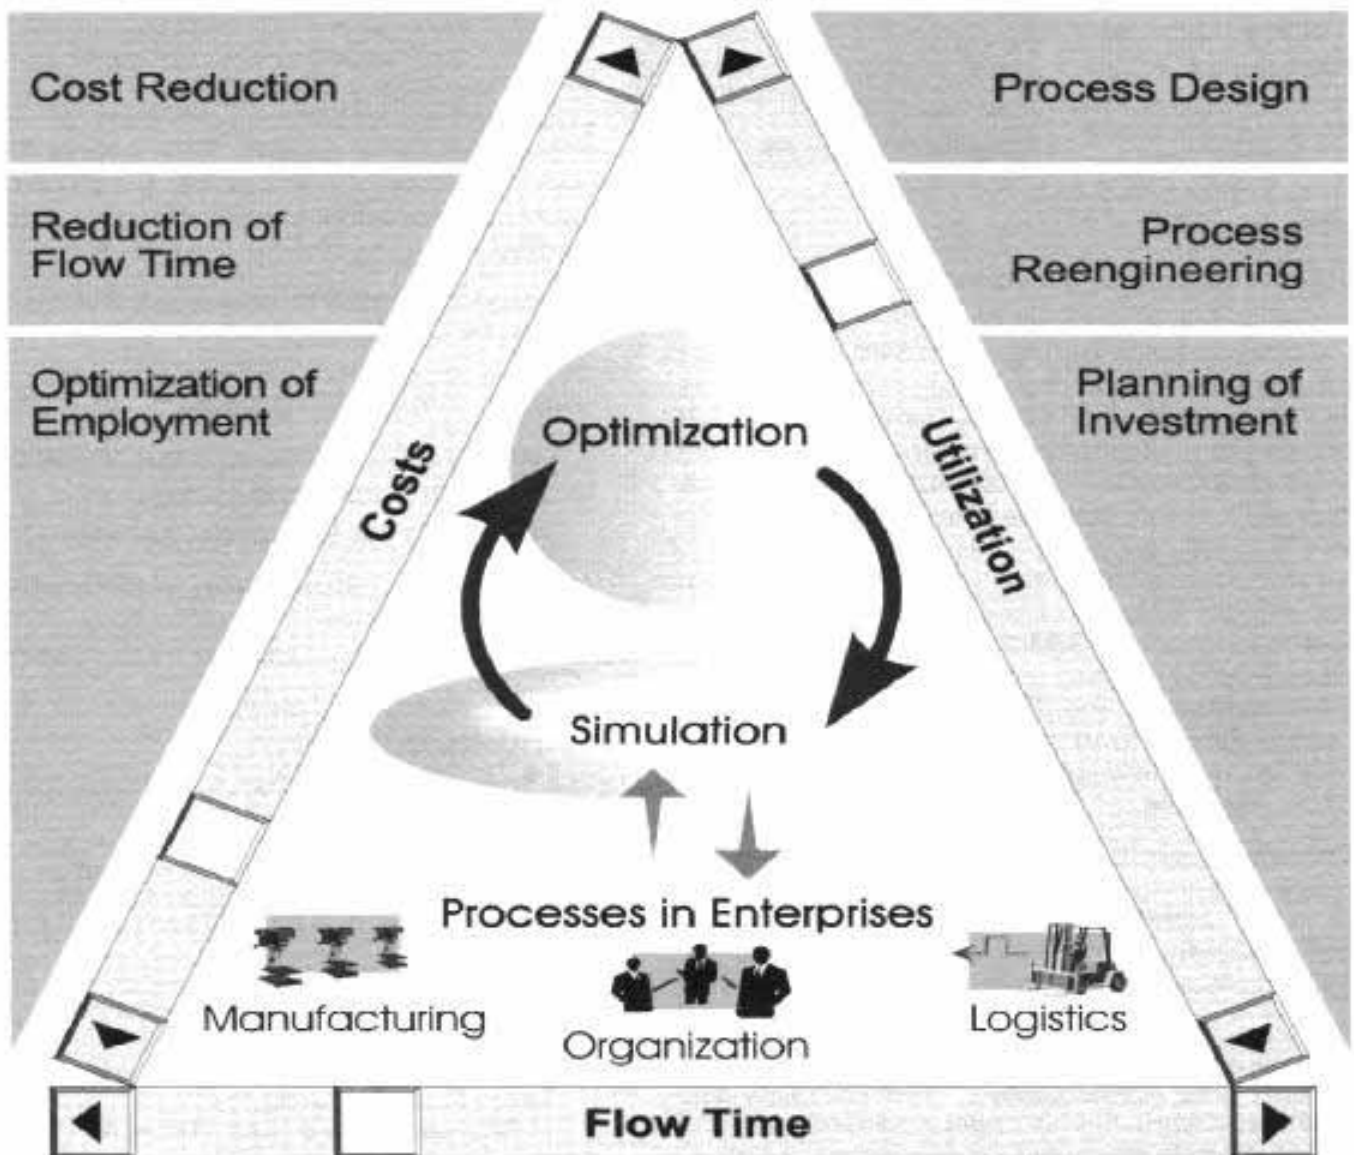 Cost Reduction
Process Design
Reduction of
Flow Time
Process
Reengineering
Optimization of
Employment
Planning of
Investment
Optimization
Costs
Utilization
Simulation
Processes in Enterprises
Manufacturing
Organization
Logistics
Flow Time